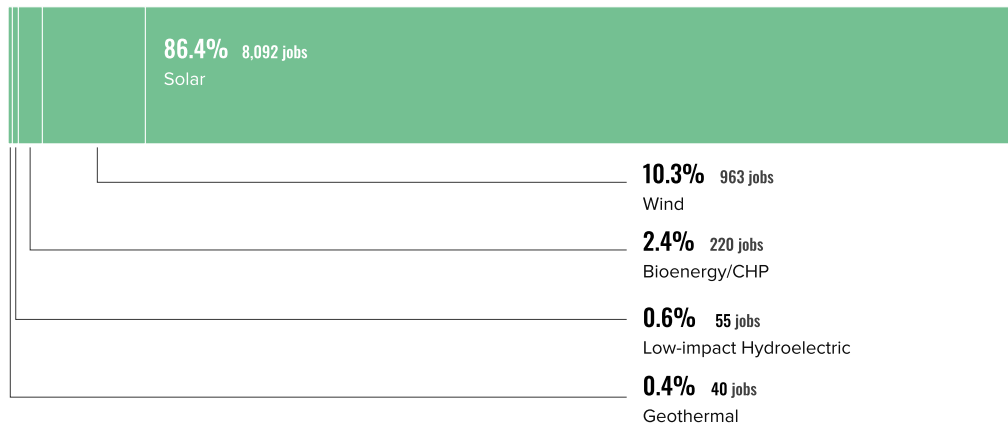 86.4% 8,092 jobs
Solar
10.3% 963 jobs
Wind
2.4% 220 jobs
Bioenergy/CHP
0.6% 55 jobs
Low-impact Hydroelectric
0.4% 40 jobs
Geothermal